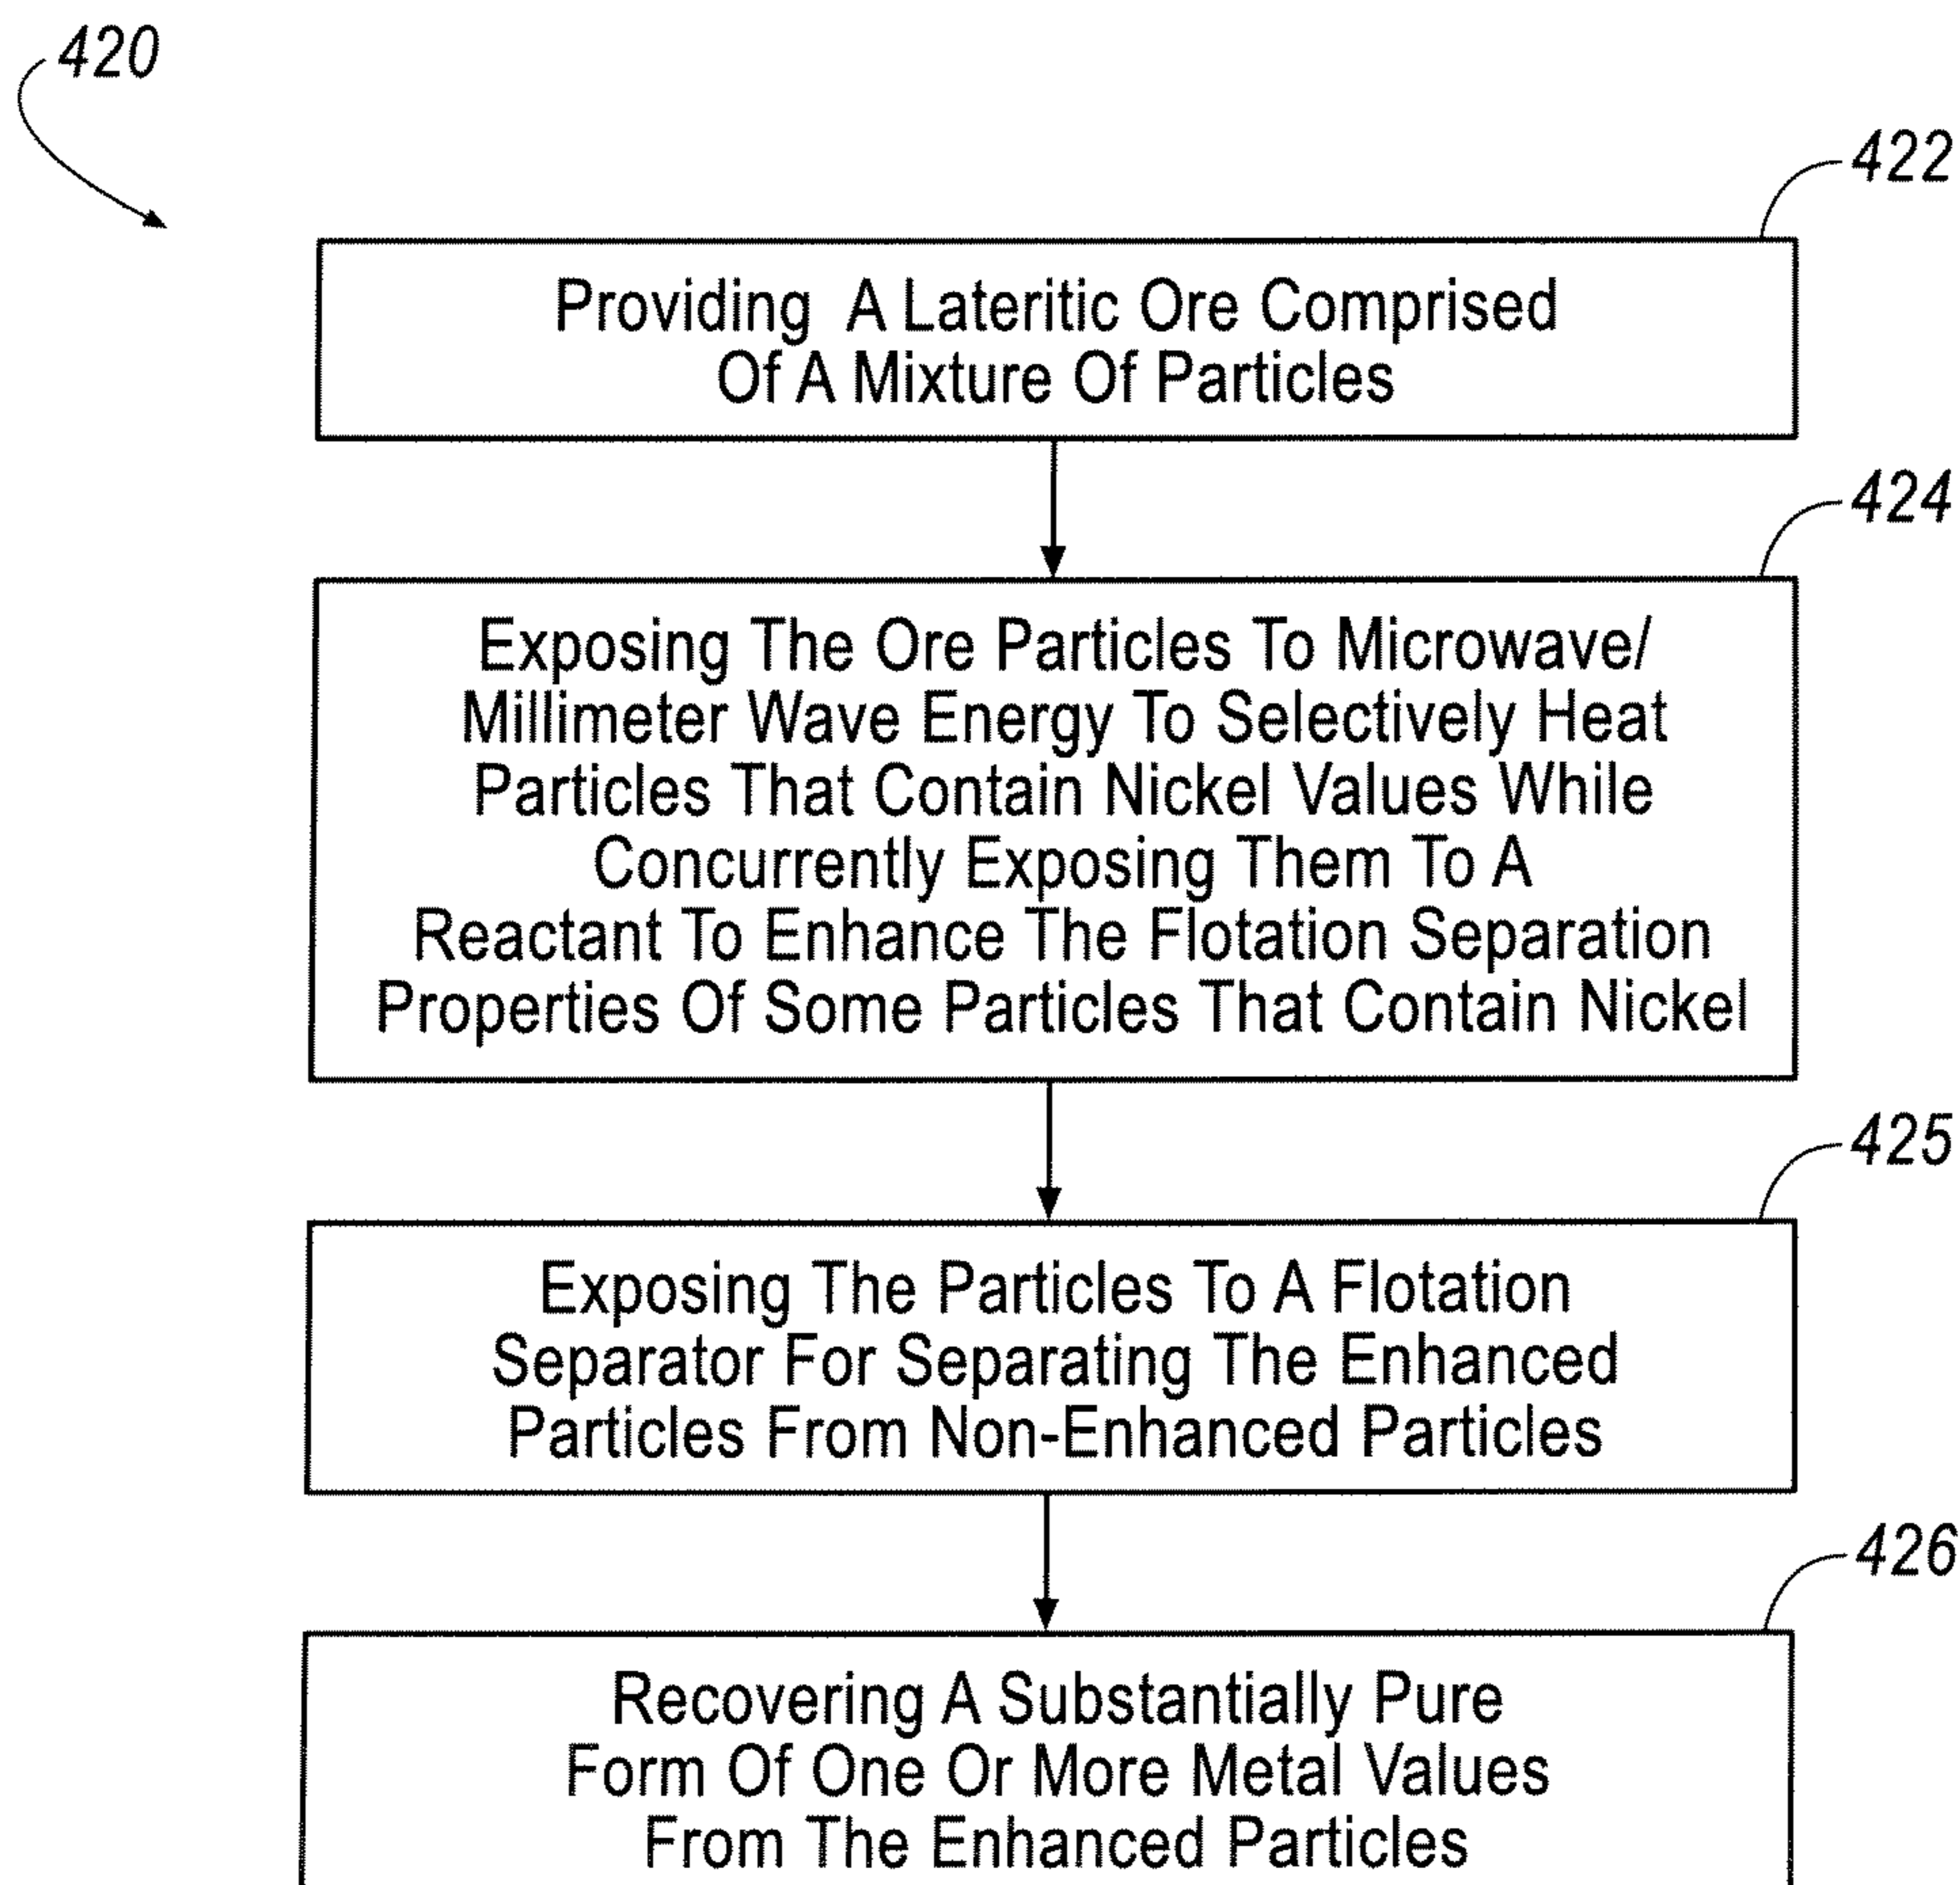 420
422
Providing A Lateritic Ore Comprised
Of A Mixture Of Particles
424
Exposing The Ore Particles To Microwave/
Millimeter Wave Energy To Selectively Heat
Particles That Contain Nickel Values While
Concurrently Exposing Them To A
Reactant To Enhance The Flotation Separation
Properties Of Some Particles That Contain Nickel
425
Exposing The Particles To A Flotation
Separator For Separating The Enhanced
Particles From Non-Enhanced Particles
426
Recovering A Substantially Pure
Form Of One Or More Metal Values
From The Enhanced Particles